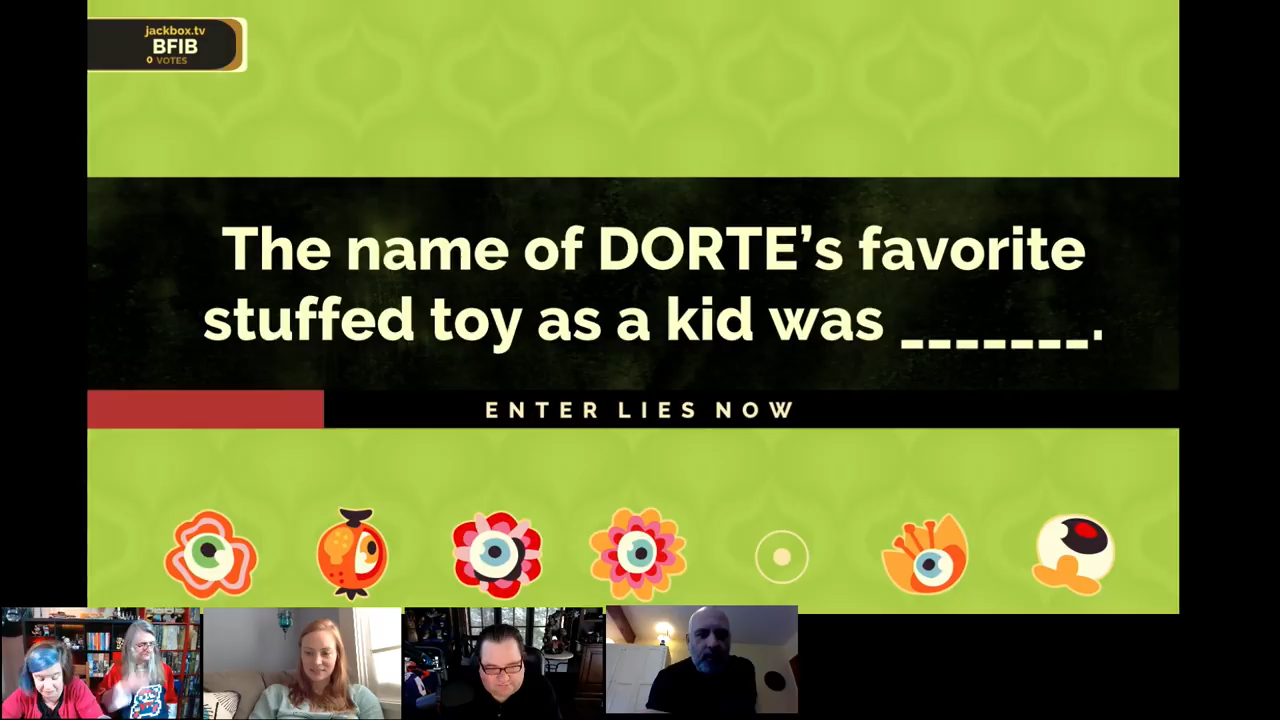 jackbox.tv
BFIB
0 VOTES
The name of DORTE’s favorite
stuffed toy as a kid was _______.
ENTER LIES NOW